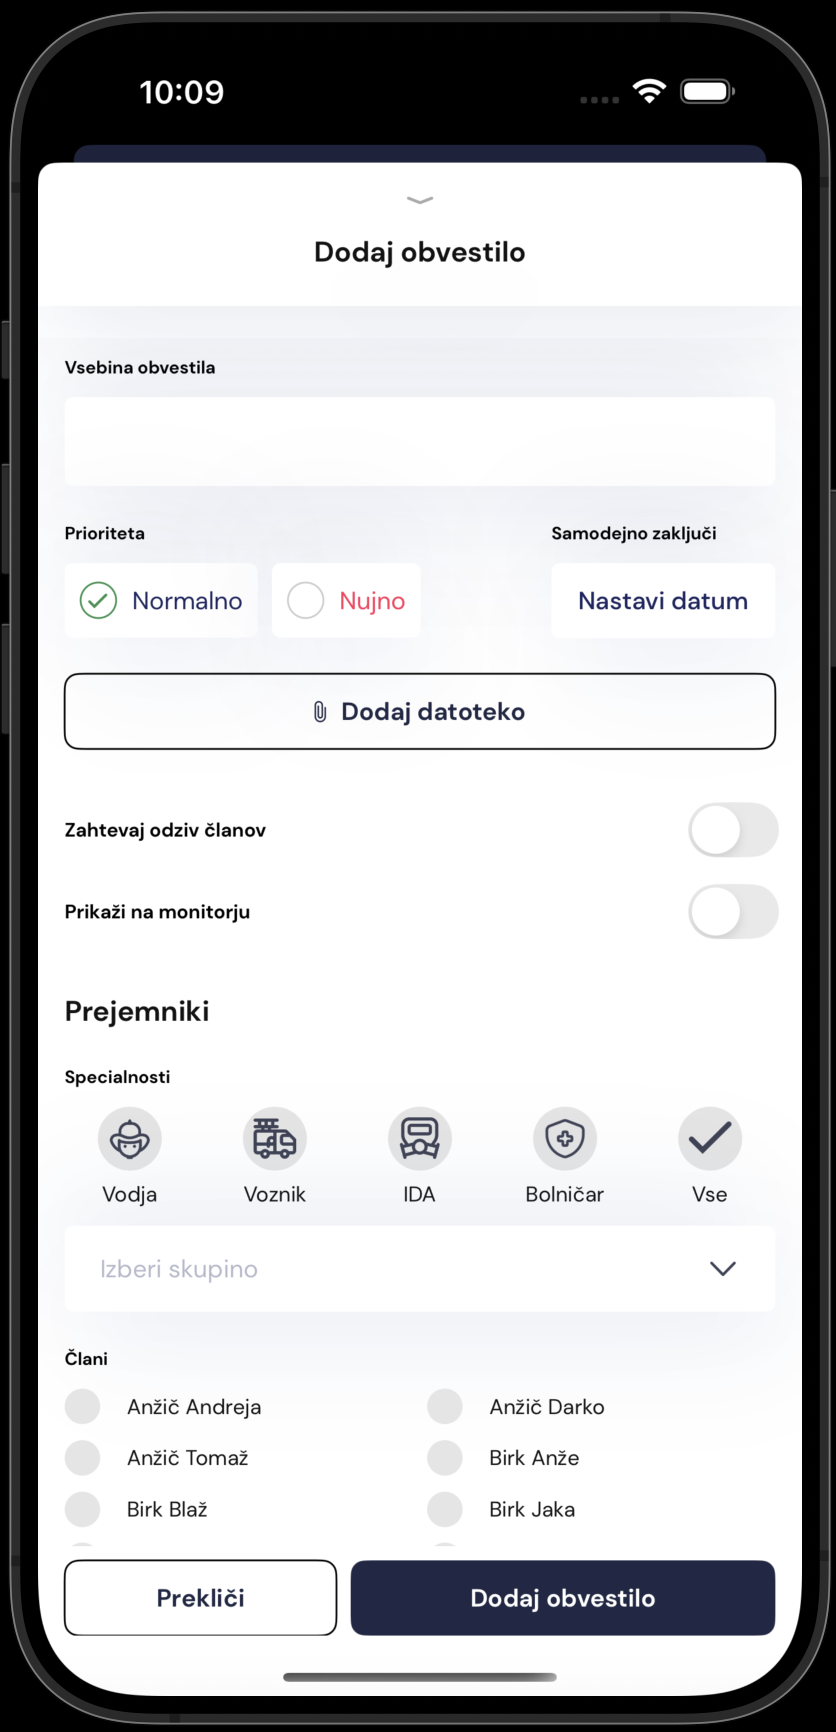 10:09
Dodaj obvestilo
Vsebina obvestila
Prioriteta
Samodejno zaključi
Normalno
Nujno
Nastavi datum
Dodaj datoteko
Zahtevaj odziv članov
Prikaži na monitorju
Prejemniki
Specialnosti
Vodja
Voznik
IDA
Bolničar
Vse
Izberi skupino
Člani
Anžič Andreja
Anžič Darko
Anžič Tomaž
Birk Anže
Birk Blaž
Birk Jaka
Prekliči
Dodaj obvestilo